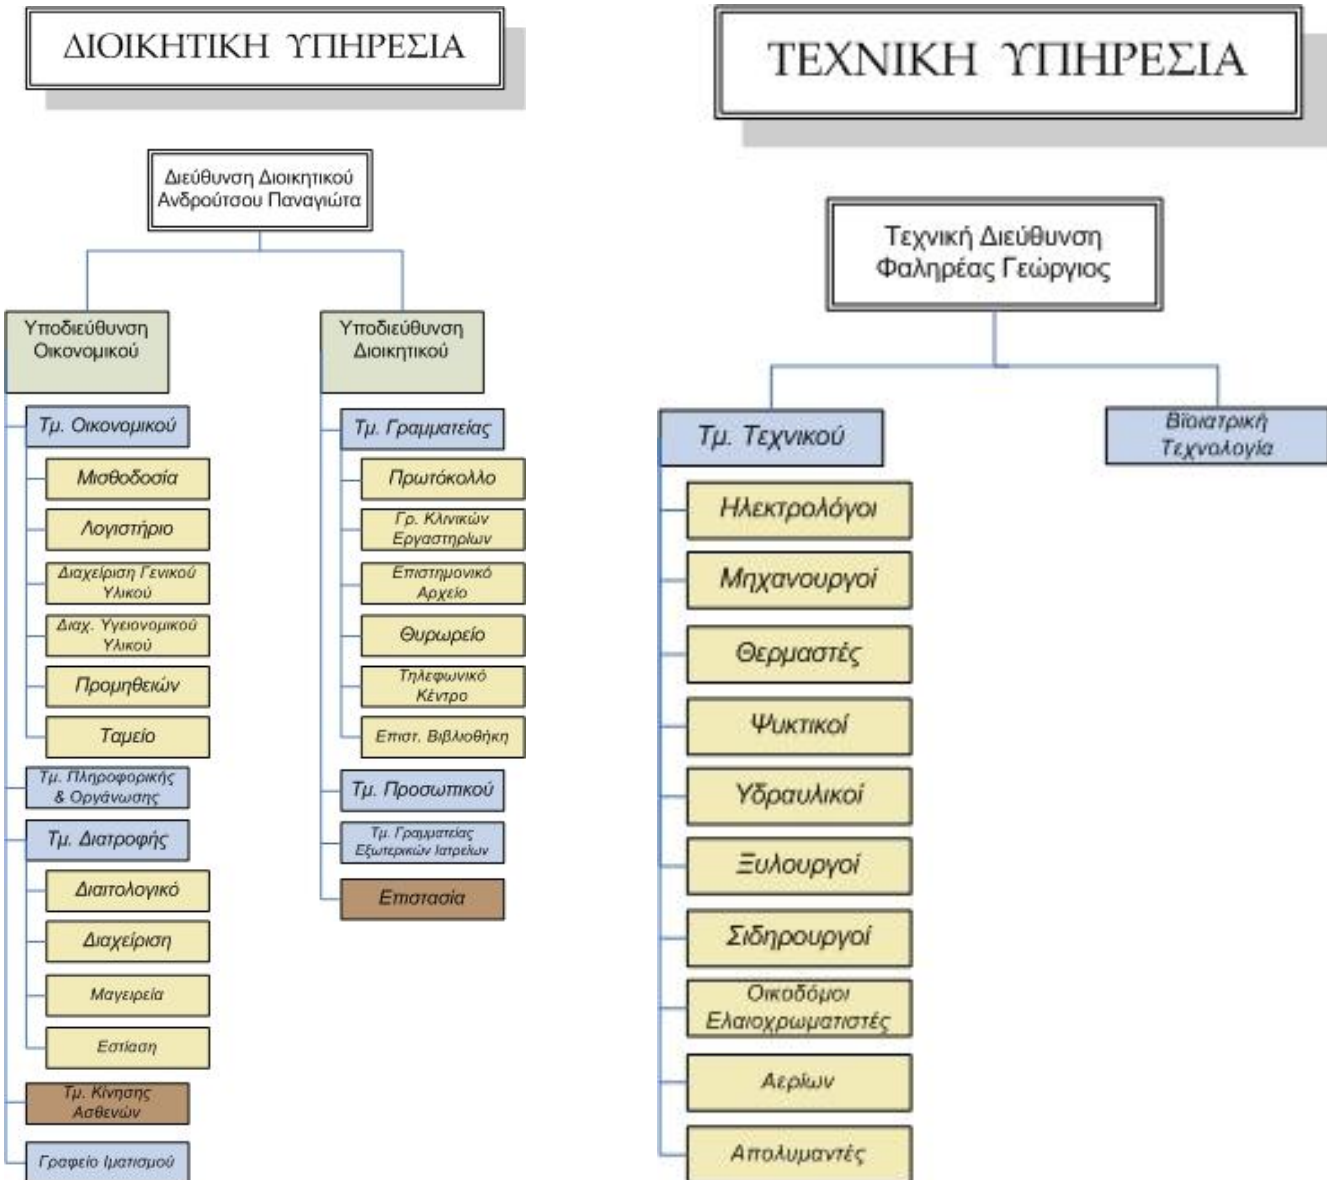 ΔΙΟΙΚΗΤΙΚΗ ΥΠΗΡΕΣΙΑ
Διεύθυνση Διοικητικού
Ανδρούτσου Παναγιώτα
Υποδιεύθυνση
Οικονομικού
Τμ. Οικονομικού
Μισθοδοσία
Λογιστήριο
Διαχείριση Γενικού
Υλικού
Διαχ. Υγειονομικού
Υλικού
Προμηθειών
Ταμείο
Τμ. Πληροφορικής
& Οργάνωσης
Τμ. Διατροφής
Διαιτολογικό
Διαχείριση
Μαγειρεία
Εστίαση
Τμ. Κίνησης
Ασθενών
Γραφείο Ιματισμού
Υποδιεύθυνση
Διοικητικού
Τμ. Γραμματείας
Πρωτόκολλο
Γρ. Κλινικών
Εργαστηρίων
Επιστημονικό
Αρχείο
Θυρωρείο
Τηλεφωνικό
Κέντρο
Επιστ. Βιβλιοθήκη
Τμ. Προσωπικού
Τμ. Γραμματείας
Εξωτερικών Ιατρείων
Επιστασία
ΤΕΧΝΙΚΗ ΥΠΗΡΕΣΙΑ
Τεχνική Διεύθυνση
Φαληρέας Γεώργιος
Τμ. Τεχνικού
Ηλεκτρολόγοι
Μηχανουργοί
Θερμαστές
Ψυκτικοί
Υδραυλικοί
Ξυλουργοί
Σιδηρουργοί
Οικοδόμοι
Ελαιοχρωματιστές
Αερίων
Απολυμαντές
Βϊοιατρική
Τεχνολογία